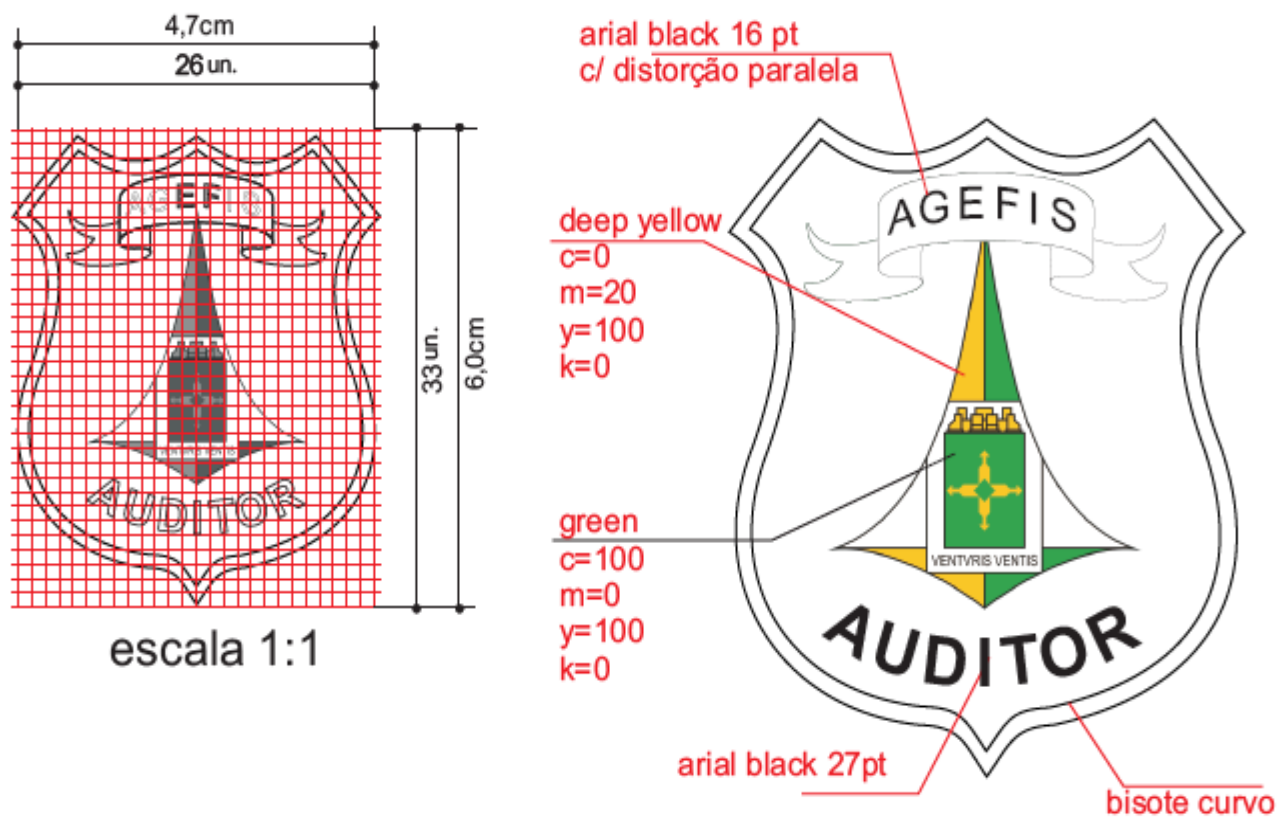 4,7cm
26 un.
AGEFIS
VENTVRIS VENTIS
AUDITOR
33 un.
6,0cm
escala 1:1
arial black 16 pt
c/ distorção paralela
deep yellow
c=0
m=20
y=100
k=0
green
c=100
m=0
y=100
k=0
AGEFIS
VENTVRIS VENTIS
AUDITOR
arial black 27pt
bisote curvo